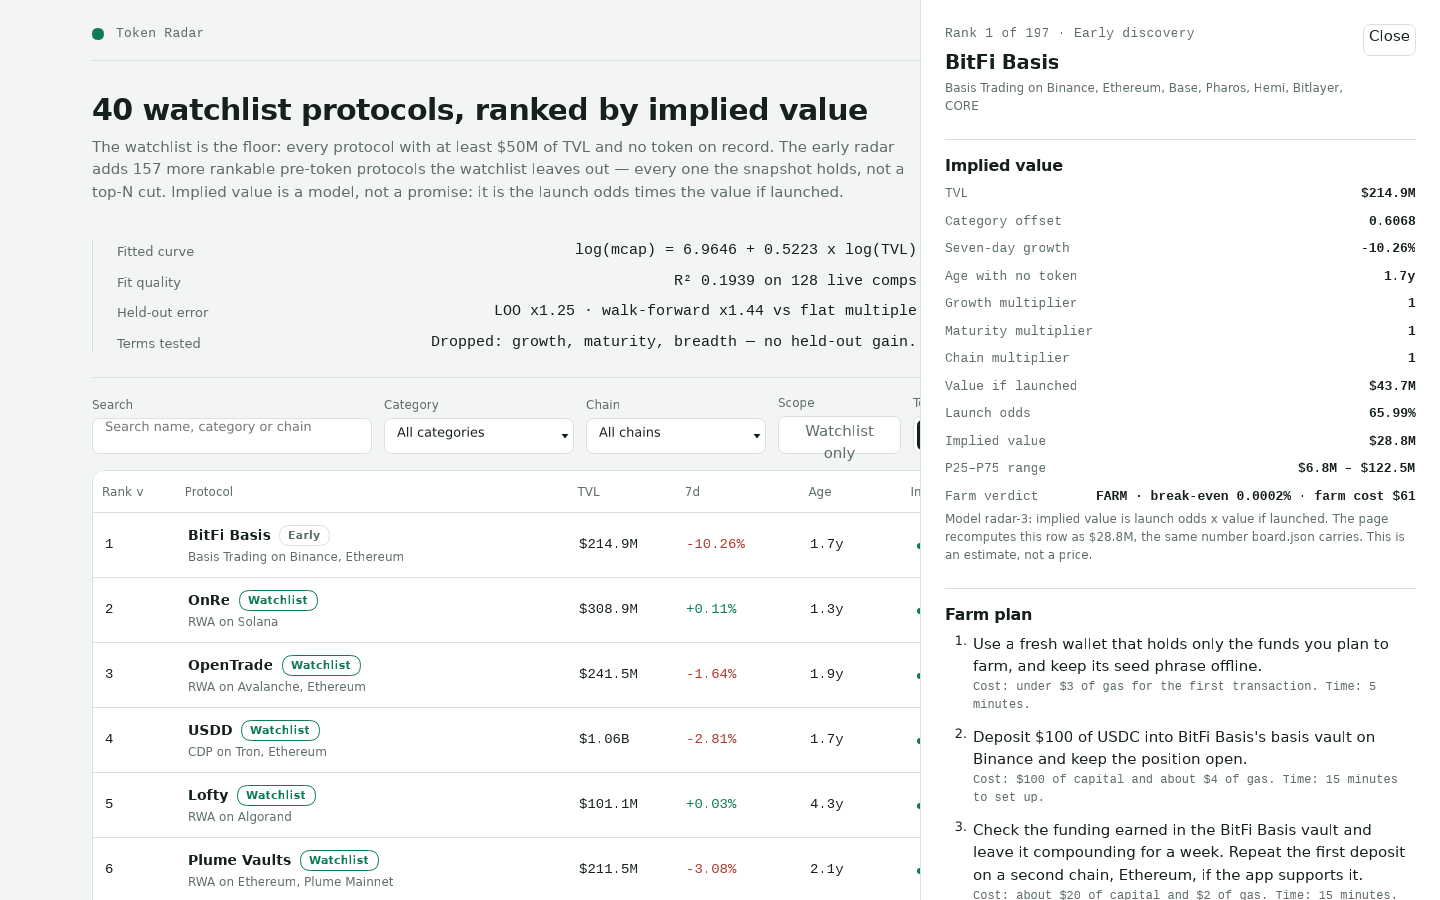 Token Radar
40 watchlist protocols, ranked by implied value
The watchlist is the floor: every protocol with at least $50M of TVL and no token on record. The early radar
adds 157 more rankable pre-token protocols the watchlist leaves out — every one the snapshot holds, not a
top-N cut. Implied value is a model, not a promise: it is the launch odds times the value if launched.
Fitted curve log(mcap) = 6.9646 + 0.5223 x log(TVL)
Fit quality R² 0.1939 on 128 live comps
Held-out error LOO x1.25 · walk-forward x1.44 vs flat multiple
Terms tested Dropped: growth, maturity, breadth — no held-out gain.
Search Category Chain Scope
Search name, category or chain All categories All chains Watchlist only
Rank v Protocol TVL 7d Age
1 BitFi Basis Early $214.9M -10.26% 1.7y
Basis Trading on Binance, Ethereum
2 OnRe Watchlist $308.9M +0.11% 1.3y
RWA on Solana
3 OpenTrade Watchlist $241.5M -1.64% 1.9y
RWA on Avalanche, Ethereum
4 USDD Watchlist $1.06B -2.81% 1.7y
CDP on Tron, Ethereum
5 Lofty Watchlist $101.1M +0.03% 4.3y
RWA on Algorand
6 Plume Vaults Watchlist $211.5M -3.08% 2.1y
RWA on Ethereum, Plume Mainnet
Rank 1 of 197 · Early discovery
Close
BitFi Basis
Basis Trading on Binance, Ethereum, Base, Pharos, Hemi, Bitlayer,
CORE
Implied value
TVL $214.9M
Category offset 0.6068
Seven-day growth -10.26%
Age with no token 1.7y
Growth multiplier 1
Maturity multiplier 1
Chain multiplier 1
Value if launched $43.7M
Launch odds 65.99%
Implied value $28.8M
P25–P75 range $6.8M – $122.5M
Farm verdict FARM · break-even 0.0002% · farm cost $61
Model radar-3: implied value is launch odds x value if launched. The page
recomputes this row as $28.8M, the same number board.json carries. This is
an estimate, not a price.
Farm plan
1. Use a fresh wallet that holds only the funds you plan to
farm, and keep its seed phrase offline.
Cost: under $3 of gas for the first transaction. Time: 5
minutes.
2. Deposit $100 of USDC into BitFi Basis's basis vault on
Binance and keep the position open.
Cost: $100 of capital and about $4 of gas. Time: 15 minutes
to set up.
3. Check the funding earned in the BitFi Basis vault and
leave it compounding for a week. Repeat the first deposit
on a second chain, Ethereum, if the app supports it.
Cost: about $20 of capital and $2 of gas. Time: 15 minutes.